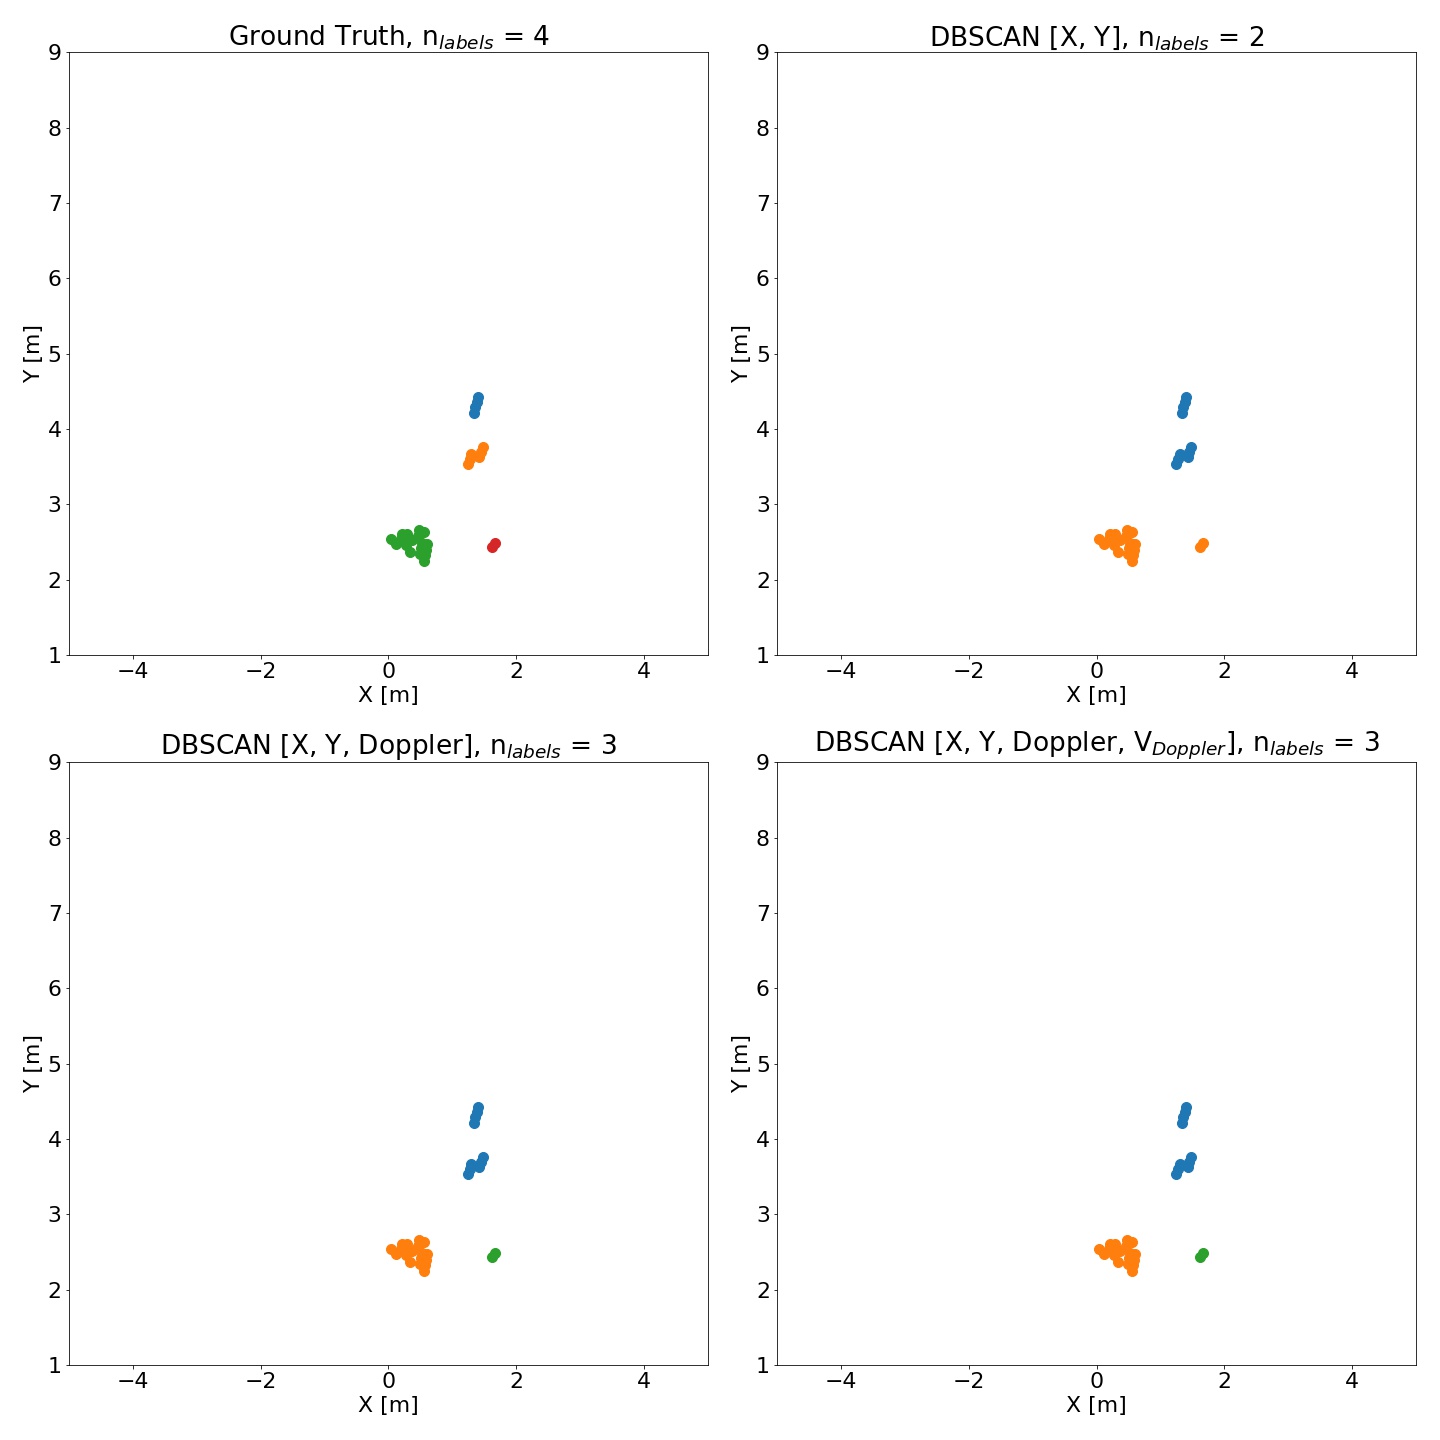 Ground Truth, n_labels = 4
9
8
7
6
5
4
3
2
1
Y [m]
−4 −2 0 2 4
X [m]
DBSCAN [X, Y], n_labels = 2
9
8
7
6
5
4
3
2
1
Y [m]
−4 −2 0 2 4
X [m]
DBSCAN [X, Y, Doppler], n_labels = 3
9
8
7
6
5
4
3
2
1
Y [m]
−4 −2 0 2 4
X [m]
DBSCAN [X, Y, Doppler, V_Doppler], n_labels = 3
9
8
7
6
5
4
3
2
1
Y [m]
−4 −2 0 2 4
X [m]